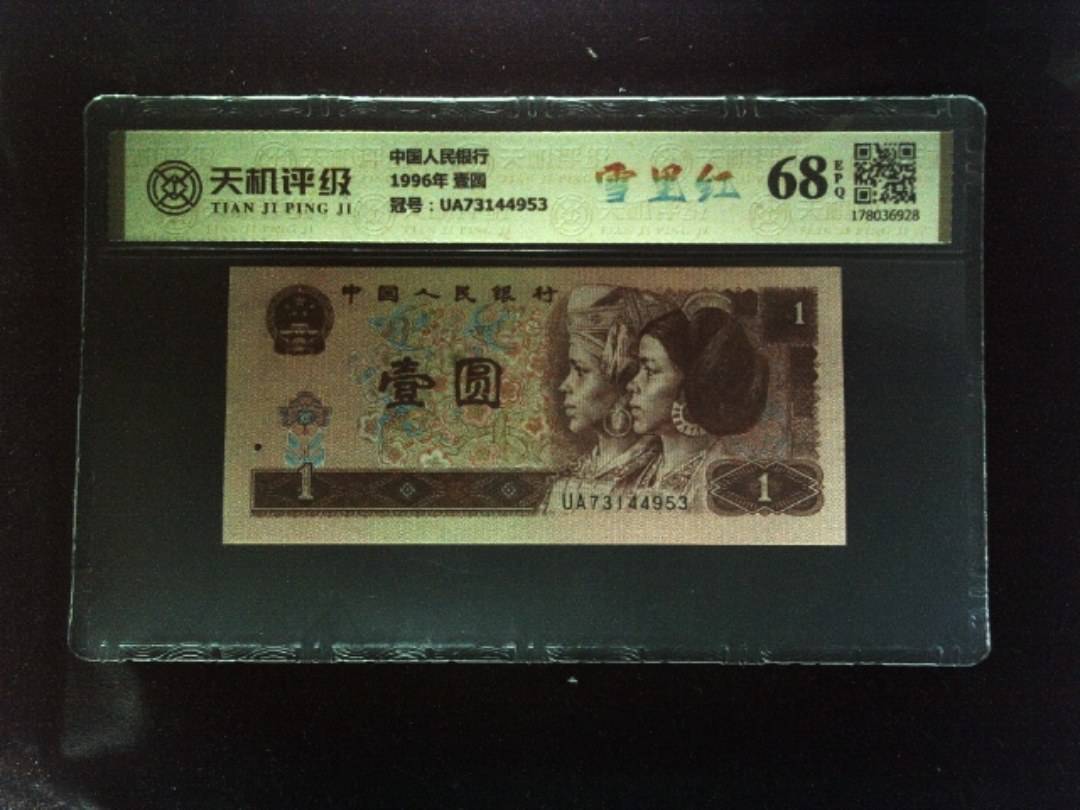 天机评级
TIAN JI PING JI
中国人民银行
1996年 壹圆
冠号：UA73144953
雪里红
68
EPQ
178036928
中国人民银行
1
壹圆
1
UA73144953
1